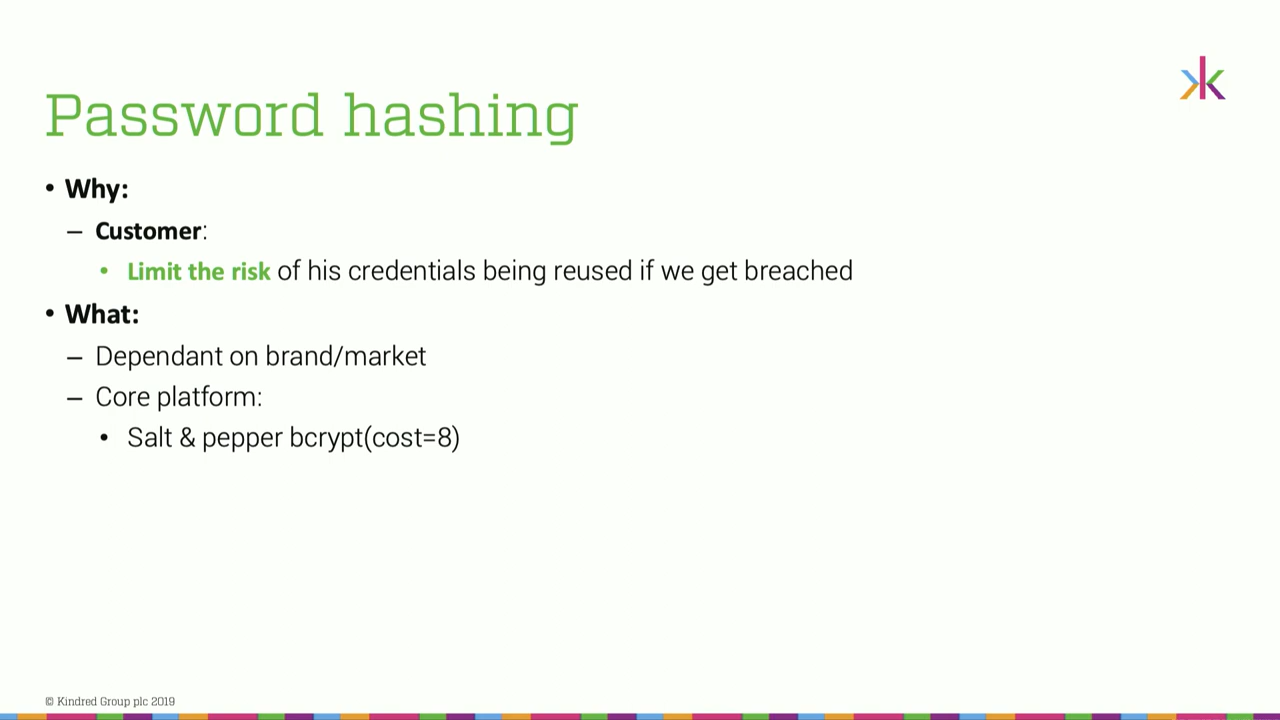 Password hashing
• Why:
– Customer:
• Limit the risk of his credentials being reused if we get breached
• What:
– Dependant on brand/market
– Core platform:
• Salt & pepper bcrypt(cost=8)
© Kindred Group plc 2019